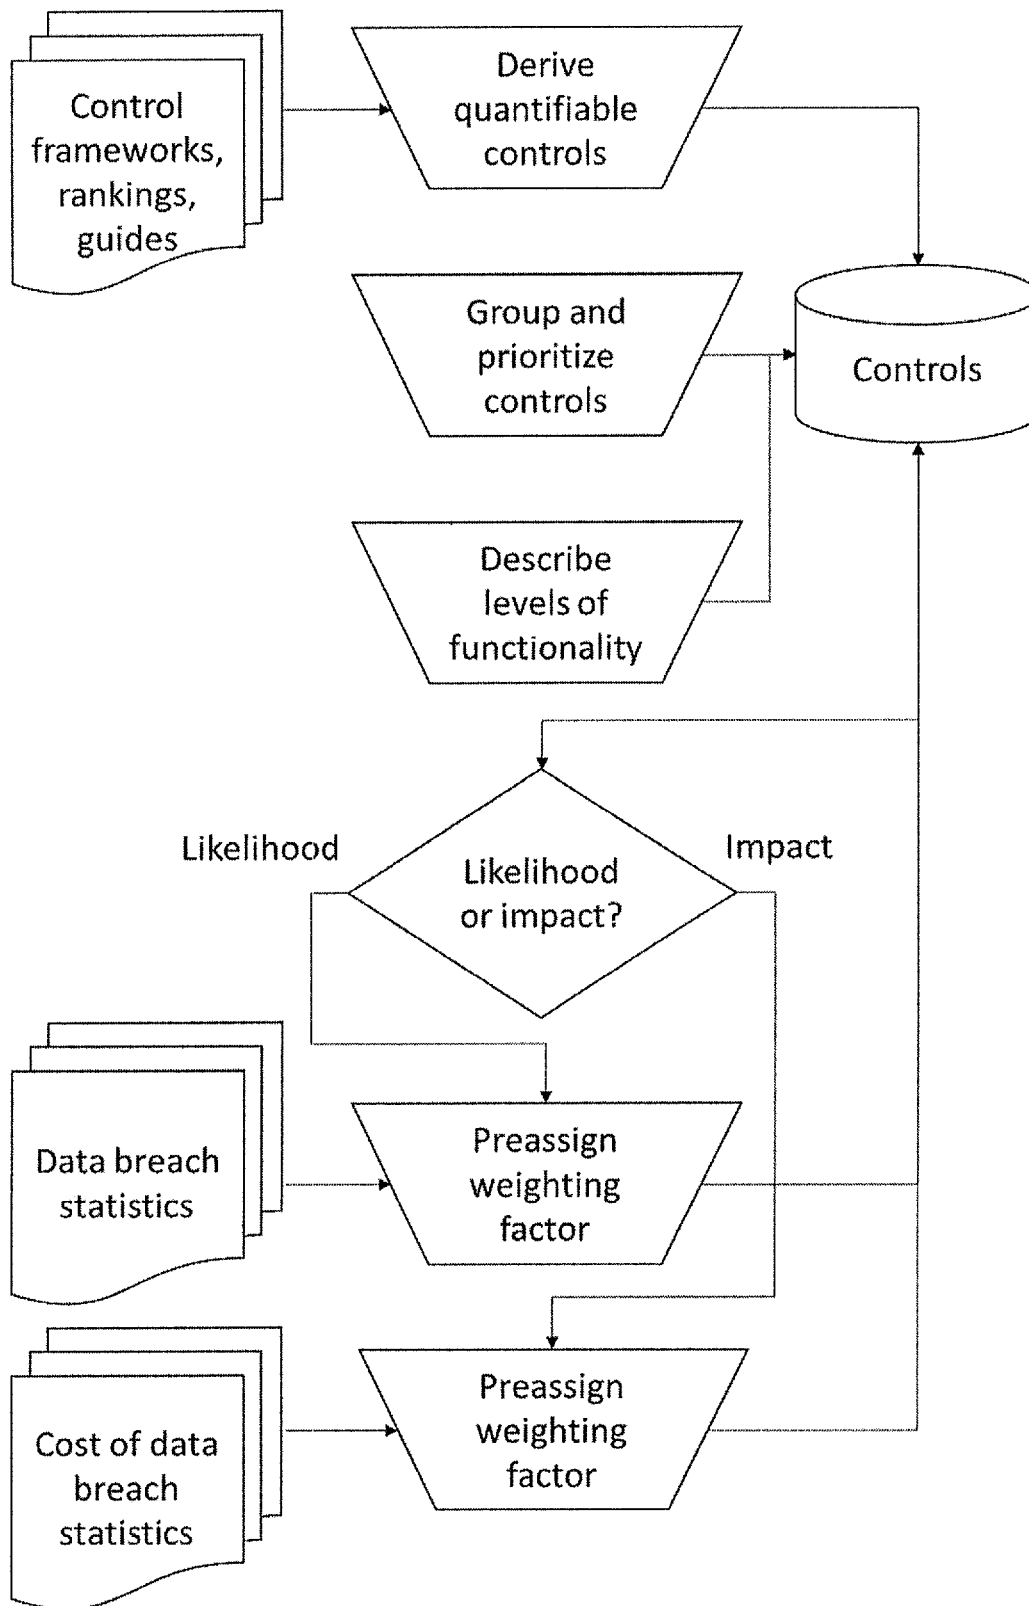 Control
frameworks,
rankings,
guides
Derive
quantifiable
controls
Group and
prioritize
controls
Controls
Describe
levels of
functionality
Likelihood
Impact
Likelihood
or impact?
Data breach
statistics
Preassign
weighting
factor
Cost of data
breach
statistics
Preassign
weighting
factor